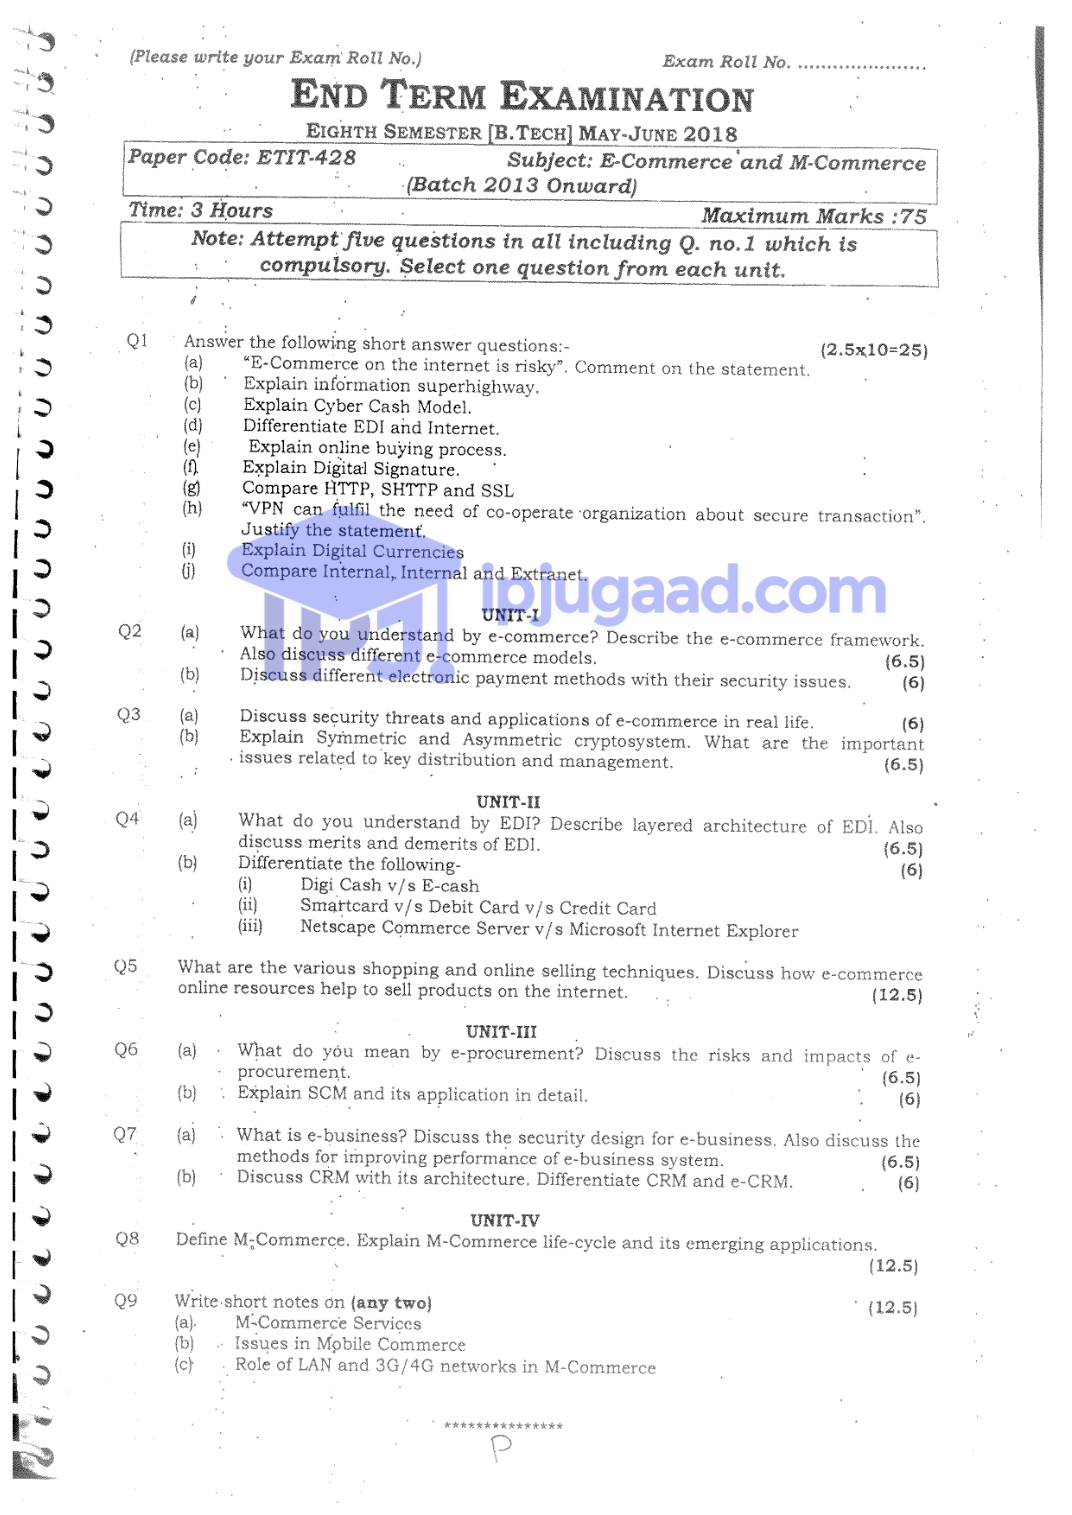 (Please write your Exam Roll No.) Exam Roll No. ......................
END TERM EXAMINATION
EIGHTH SEMESTER [B.TECH] MAY-JUNE 2018
Paper Code: ETIT-428 Subject: E-Commerce and M-Commerce
(Batch 2013 Onward)
Time: 3 Hours Maximum Marks :75
Note: Attempt five questions in all including Q. no.1 which is
compulsory. Select one question from each unit.
Q1 Answer the following short answer questions:- (2.5x10=25)
(a) “E-Commerce on the internet is risky”. Comment on the statement.
(b) Explain information superhighway.
(c) Explain Cyber Cash Model.
(d) Differentiate EDI and Internet.
(e) Explain online buying process.
(f) Explain Digital Signature.
(g) Compare HTTP, SHTTP and SSL
(h) “VPN can fulfil the need of co-operate organization about secure transaction”.
Justify the statement.
(i) Explain Digital Currencies
(j) Compare Internal, Internal and Extranet.
ipjugaad.com
IPJ
UNIT-I
Q2 (a) What do you understand by e-commerce? Describe the e-commerce framework.
Also discuss different e-commerce models. (6.5)
(b) Discuss different electronic payment methods with their security issues. (6)
Q3 (a) Discuss security threats and applications of e-commerce in real life. (6)
(b) Explain Symmetric and Asymmetric cryptosystem. What are the important
issues related to key distribution and management. (6.5)
UNIT-II
Q4 (a) What do you understand by EDI? Describe layered architecture of EDI. Also
discuss merits and demerits of EDI. (6.5)
(b) Differentiate the following- (6)
(i) Digi Cash v/s E-cash
(ii) Smartcard v/s Debit Card v/s Credit Card
(iii) Netscape Commerce Server v/s Microsoft Internet Explorer
Q5 What are the various shopping and online selling techniques. Discuss how e-commerce
online resources help to sell products on the internet. (12.5)
UNIT-III
Q6 (a) What do you mean by e-procurement? Discuss the risks and impacts of e-
procurement. (6.5)
(b) Explain SCM and its application in detail. (6)
Q7 (a) What is e-business? Discuss the security design for e-business. Also discuss the
methods for improving performance of e-business system. (6.5)
(b) Discuss CRM with its architecture. Differentiate CRM and e-CRM. (6)
UNIT-IV
Q8 Define M-Commerce. Explain M-Commerce life-cycle and its emerging applications.
(12.5)
Q9 Write short notes on (any two) (12.5)
(a) M-Commerce Services
(b) Issues in Mobile Commerce
(c) Role of LAN and 3G/4G networks in M-Commerce
***************
P